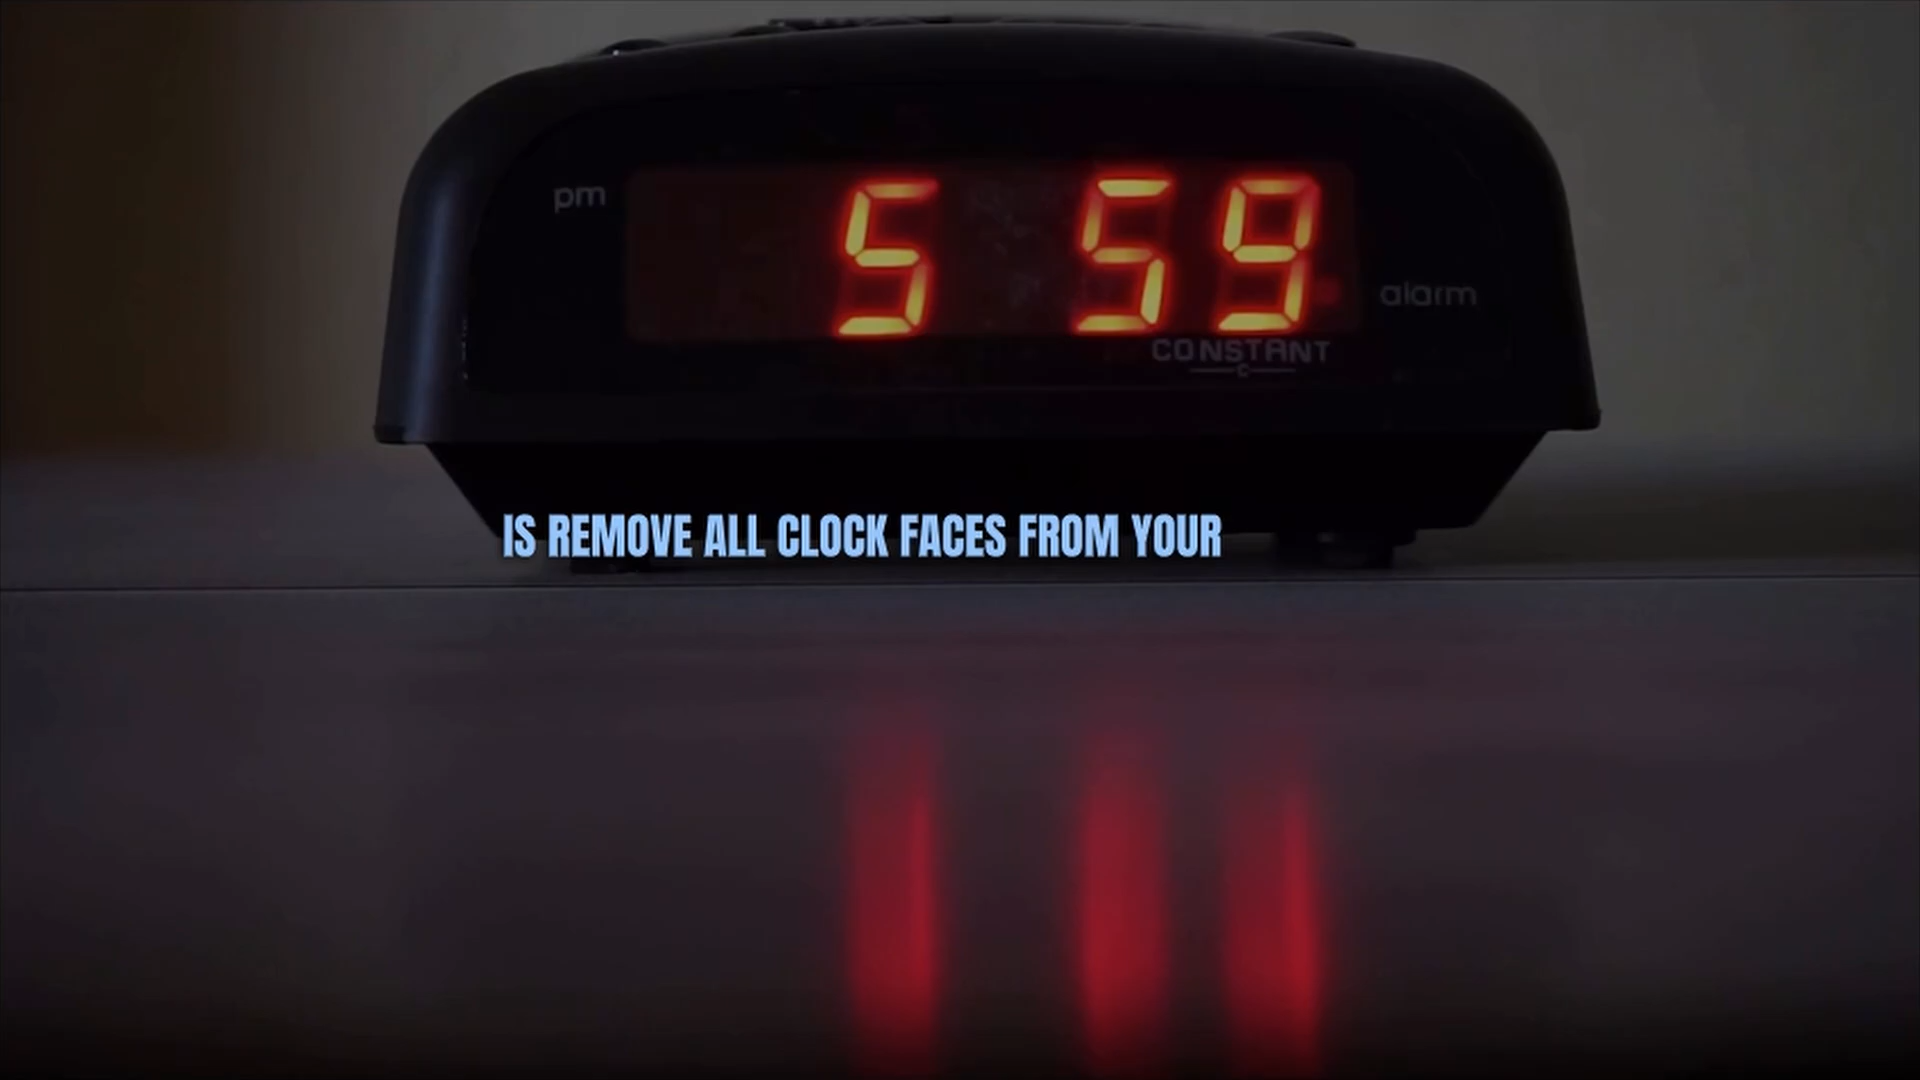 pm
5 59
alarm
CONSTANT
C
IS REMOVE ALL CLOCK FACES FROM YOUR